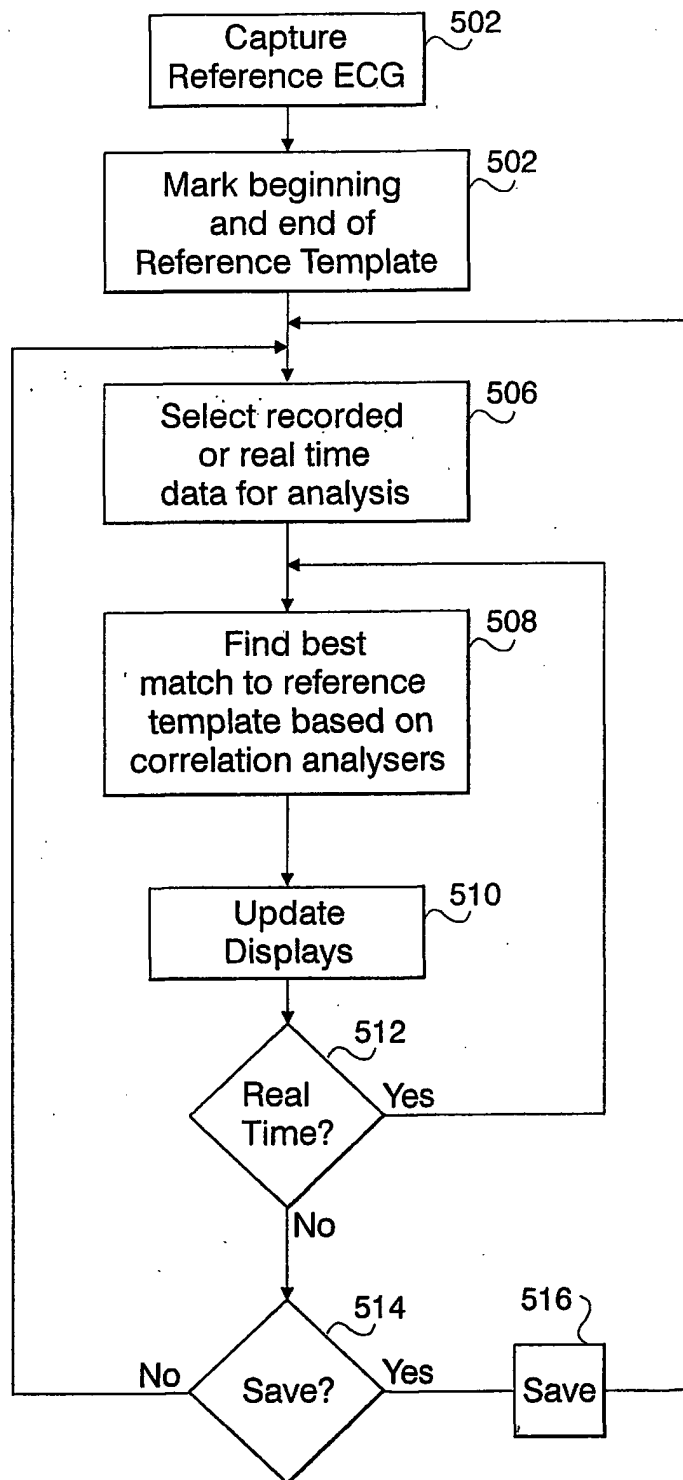 Capture
Reference ECG
502
Mark beginning
and end of
Reference Template
502
Select recorded
or real time
data for analysis
506
Find best
match to reference
template based on
correlation analysers
508
Update
Displays
510
512
Real
Time?
Yes
No
514
Save?
No
Yes
516
Save